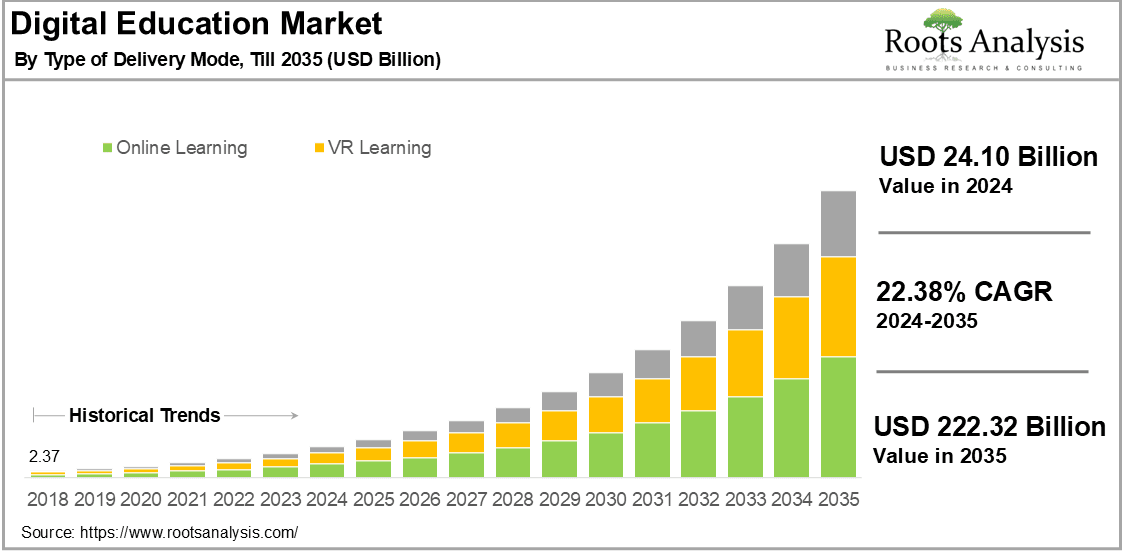 Digital Education Market
By Type of Delivery Mode, Till 2035 (USD Billion)
Roots Analysis
BUSINESS RESEARCH & CONSULTING
Online Learning
VR Learning
USD 24.10 Billion
Value in 2024
22.38% CAGR
2024-2035
USD 222.32 Billion
Value in 2035
Historical Trends
2.37
2018 2019 2020 2021 2022 2023 2024 2025 2026 2027 2028 2029 2030 2031 2032 2033 2034 2035
Source: https://www.rootsanalysis.com/